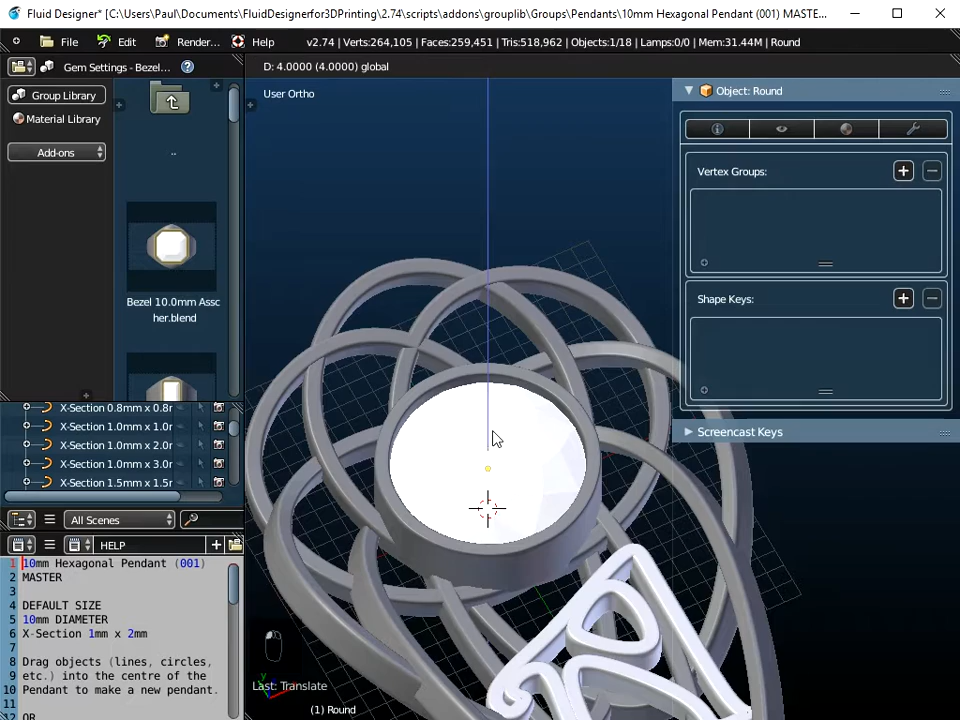 Fluid Designer* [C:\Users\Paul\Documents\FluidDesignerfor3DPrinting\2.74\scripts\addons\grouplib\Groups\Pendants\10mm Hexagonal Pendant (001) MASTE...
File Edit Render... Help v2.74 | Verts:264,105 | Faces:259,451 | Tris:518,962 | Objects:1/18 | Lamps:0/0 | Mem:31.44M | Round
Gem Settings - Bezel...
D: 4.0000 (4.0000) global
User Ortho
Object: Round
Group Library
Material Library
Add-ons
..
Vertex Groups:
Bezel 10.0mm Assc
her.blend
Shape Keys:
X-Section 0.8mm x 0.8r
X-Section 1.0mm x 1.0r
X-Section 1.0mm x 2.0r
X-Section 1.0mm x 3.0r
X-Section 1.5mm x 1.5r
Screencast Keys
All Scenes
HELP
1 10mm Hexagonal Pendant (001)
2 MASTER
3
4 DEFAULT SIZE
5 10mm DIAMETER
6 X-Section 1mm x 2mm
7
8 Drag objects (lines, circles,
9 etc.) into the centre of the
10 Pendant to make a new pendant.
11
12 OR
Last: Translate
(1) Round